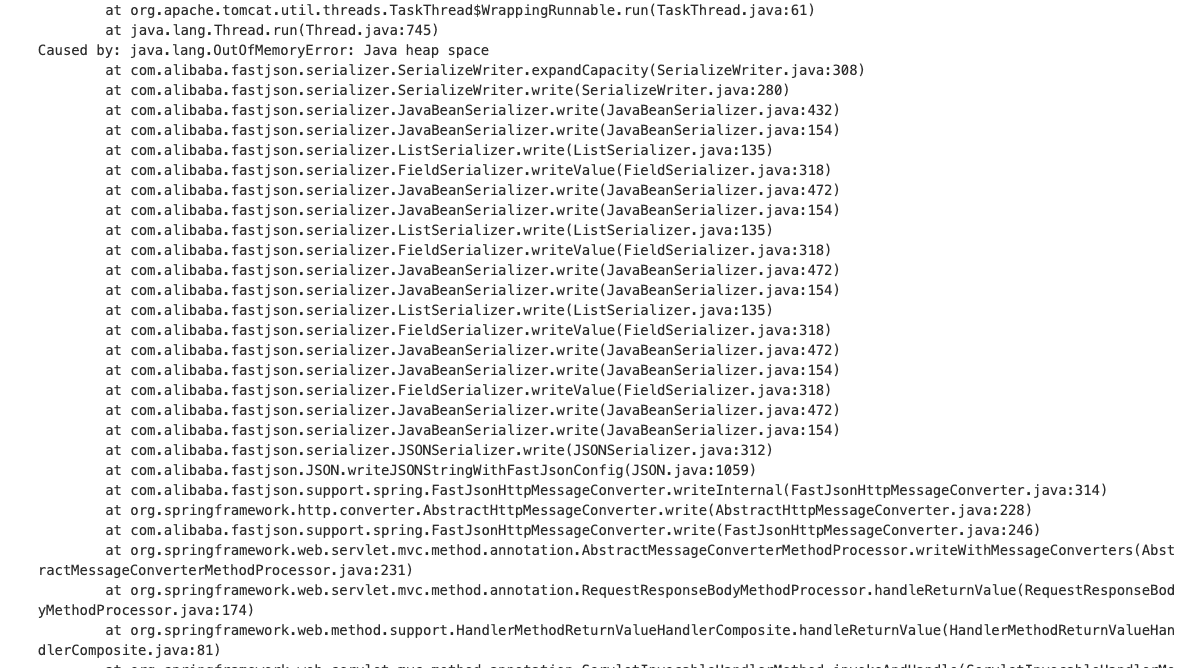 at org.apache.tomcat.util.threads.TaskThread$WrappingRunnable.run(TaskThread.java:61)
at java.lang.Thread.run(Thread.java:745)
Caused by: java.lang.OutOfMemoryError: Java heap space
at com.alibaba.fastjson.serializer.SerializeWriter.expandCapacity(SerializeWriter.java:308)
at com.alibaba.fastjson.serializer.SerializeWriter.write(SerializeWriter.java:280)
at com.alibaba.fastjson.serializer.JavaBeanSerializer.write(JavaBeanSerializer.java:432)
at com.alibaba.fastjson.serializer.JavaBeanSerializer.write(JavaBeanSerializer.java:154)
at com.alibaba.fastjson.serializer.ListSerializer.write(ListSerializer.java:135)
at com.alibaba.fastjson.serializer.FieldSerializer.writeValue(FieldSerializer.java:318)
at com.alibaba.fastjson.serializer.JavaBeanSerializer.write(JavaBeanSerializer.java:472)
at com.alibaba.fastjson.serializer.JavaBeanSerializer.write(JavaBeanSerializer.java:154)
at com.alibaba.fastjson.serializer.ListSerializer.write(ListSerializer.java:135)
at com.alibaba.fastjson.serializer.FieldSerializer.writeValue(FieldSerializer.java:318)
at com.alibaba.fastjson.serializer.JavaBeanSerializer.write(JavaBeanSerializer.java:472)
at com.alibaba.fastjson.serializer.JavaBeanSerializer.write(JavaBeanSerializer.java:154)
at com.alibaba.fastjson.serializer.ListSerializer.write(ListSerializer.java:135)
at com.alibaba.fastjson.serializer.FieldSerializer.writeValue(FieldSerializer.java:318)
at com.alibaba.fastjson.serializer.JavaBeanSerializer.write(JavaBeanSerializer.java:472)
at com.alibaba.fastjson.serializer.JavaBeanSerializer.write(JavaBeanSerializer.java:154)
at com.alibaba.fastjson.serializer.FieldSerializer.writeValue(FieldSerializer.java:318)
at com.alibaba.fastjson.serializer.JavaBeanSerializer.write(JavaBeanSerializer.java:472)
at com.alibaba.fastjson.serializer.JavaBeanSerializer.write(JavaBeanSerializer.java:154)
at com.alibaba.fastjson.serializer.JSONSerializer.write(JSONSerializer.java:312)
at com.alibaba.fastjson.JSON.writeJSONStringWithFastJsonConfig(JSON.java:1059)
at com.alibaba.fastjson.support.spring.FastJsonHttpMessageConverter.writeInternal(FastJsonHttpMessageConverter.java:314)
at org.springframework.http.converter.AbstractHttpMessageConverter.write(AbstractHttpMessageConverter.java:228)
at com.alibaba.fastjson.support.spring.FastJsonHttpMessageConverter.write(FastJsonHttpMessageConverter.java:246)
at org.springframework.web.servlet.mvc.method.annotation.AbstractMessageConverterMethodProcessor.writeWithMessageConverters(Abst
ractMessageConverterMethodProcessor.java:231)
at org.springframework.web.servlet.mvc.method.annotation.RequestResponseBodyMethodProcessor.handleReturnValue(RequestResponseBod
yMethodProcessor.java:174)
at org.springframework.web.method.support.HandlerMethodReturnValueHandlerComposite.handleReturnValue(HandlerMethodReturnValueHan
dlerComposite.java:81)